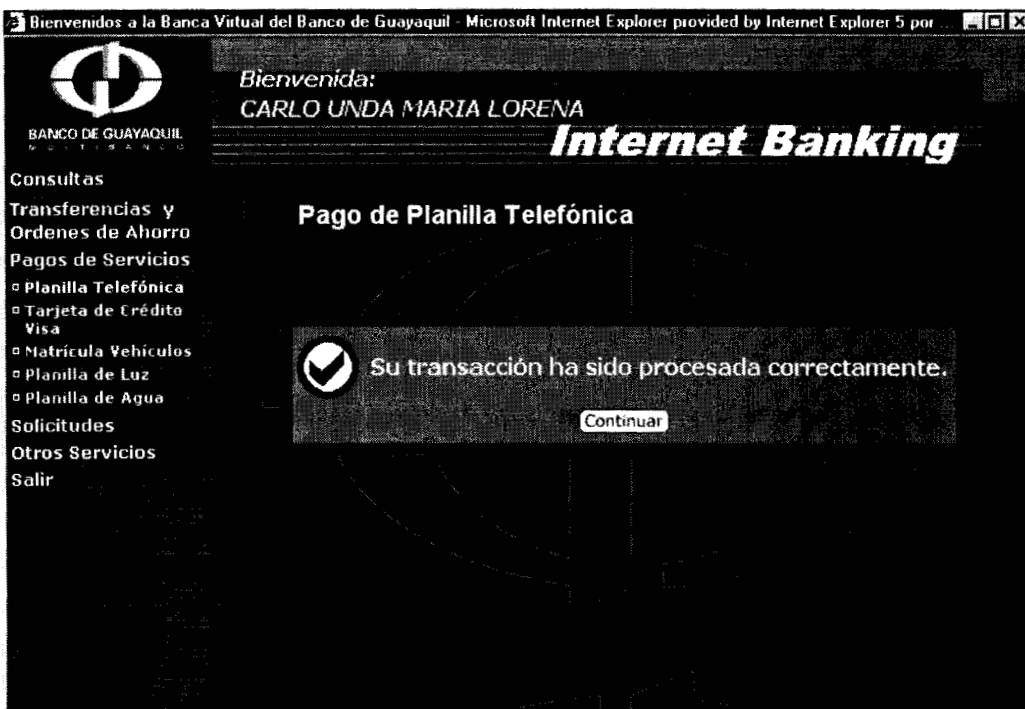 Bienvenidos a la Banca Virtual del Banco de Guayaquil - Microsoft Internet Explorer provided by Internet Explorer 5 por ...
BANCO DE GUAYAQUIL
M U L T I B A N C O
Bienvenida:
CARLO UNDA MARIA LORENA
Internet Banking
Consultas
Transferencias y
Ordenes de Ahorro
Pagos de Servicios
Planilla Telefónica
Tarjeta de Crédito
Visa
Matrícula Vehículos
Planilla de Luz
Planilla de Agua
Solicitudes
Otros Servicios
Salir
Pago de Planilla Telefónica
Su transacción ha sido procesada correctamente.
Continuar